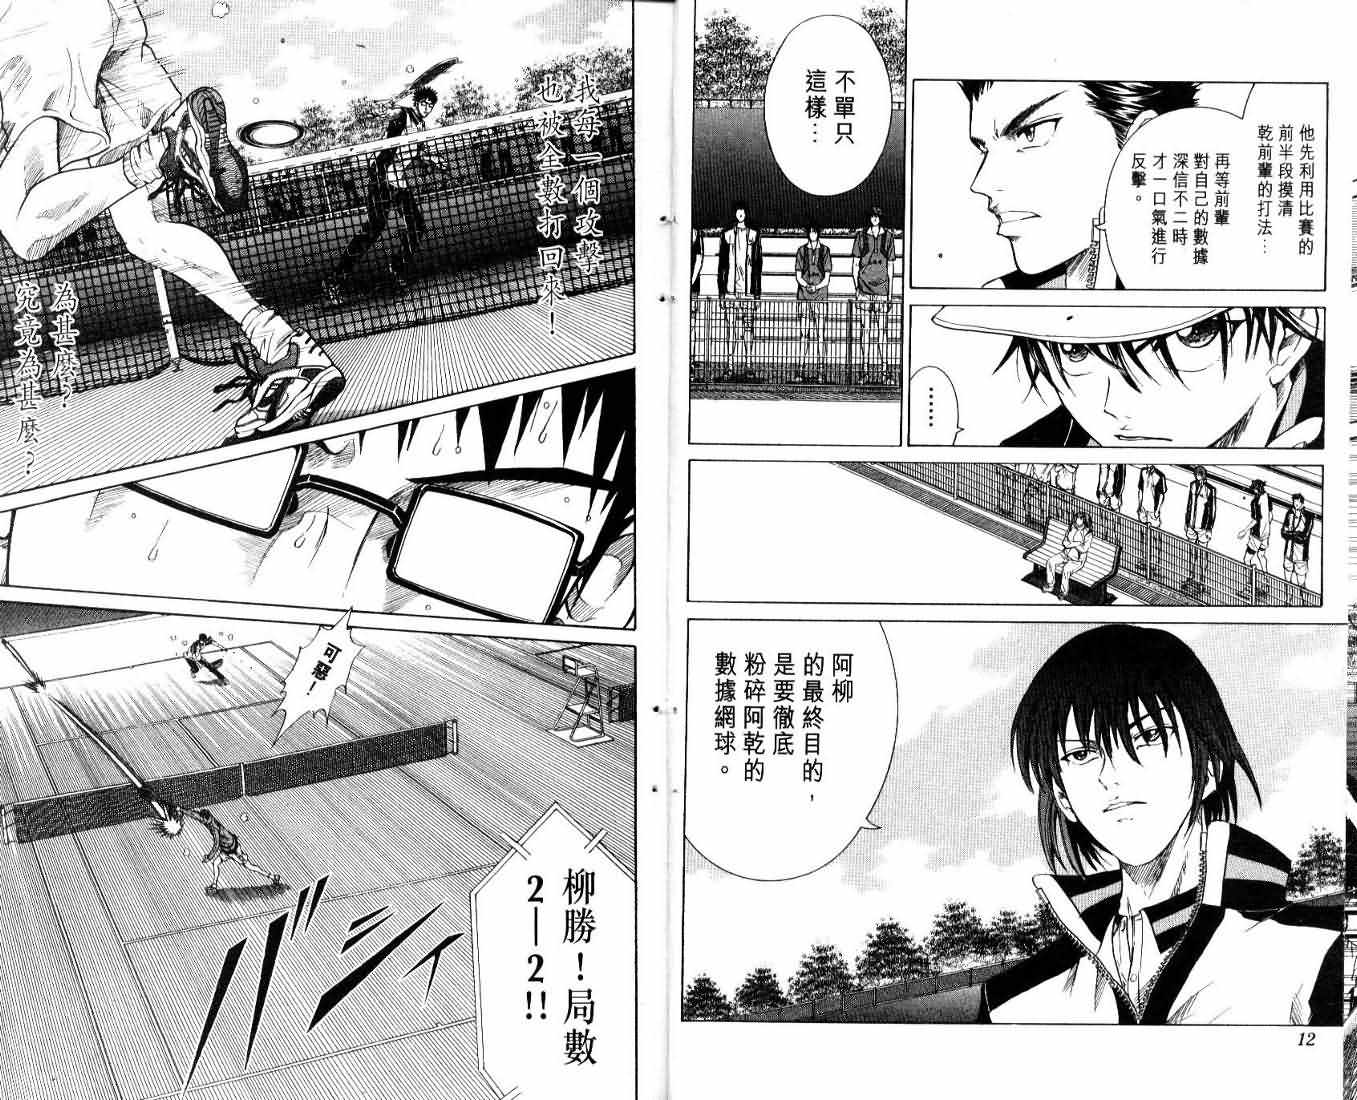 他先利用比賽的
前半段摸清
乾前輩的打法…
再等前輩
對自己的數據
深信不二時
才一口氣進行
反擊。
……
不單只
這樣…
阿柳
的最終目的，
是要徹底
粉碎阿乾的
數據網球。
12
我每一個攻擊
也被全數打回來！
為甚麼？
究竟為甚麼？
可惡！
柳勝！局數
2—2!!
バシィ